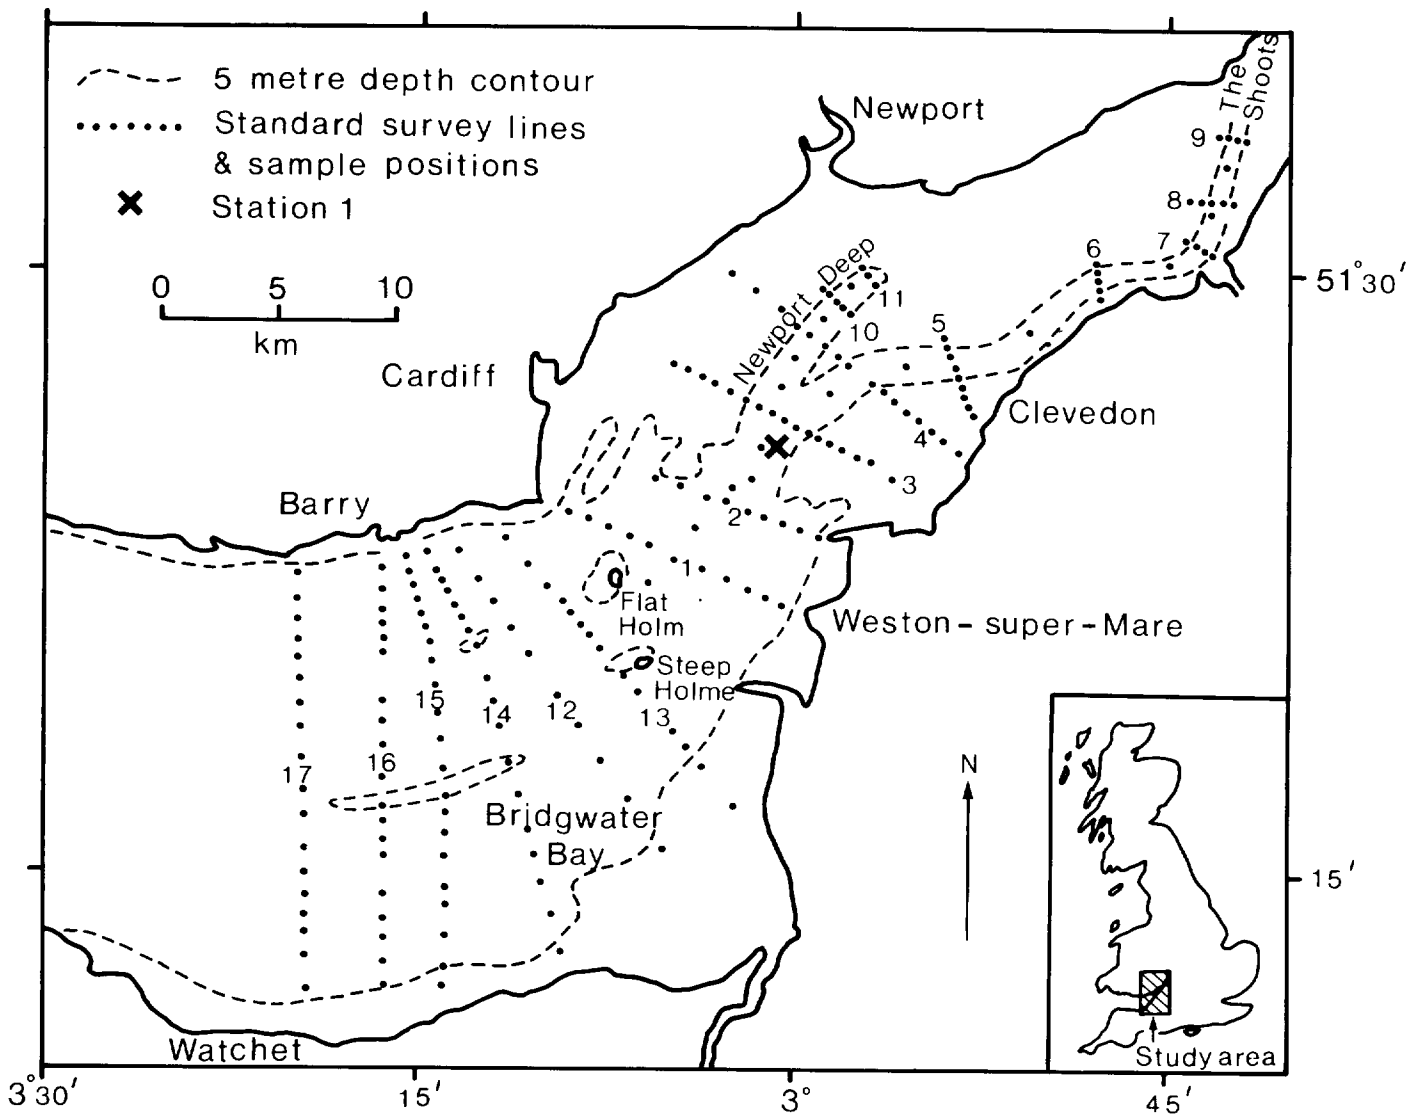 5 metre depth contour
Standard survey lines
& sample positions
Station 1
0 5 10
km
Newport
The
Shoots
9
8
7
6
51°30′
Newport Deep
11
10
5
Cardiff
Clevedon
4
3
Barry
2
1
Flat
Holm
Weston-super-Mare
Steep
Holme
15
14
12
13
17
16
N
Bridgwater
Bay
15′
Watchet
Study area
3°30′
15′
3°
45′